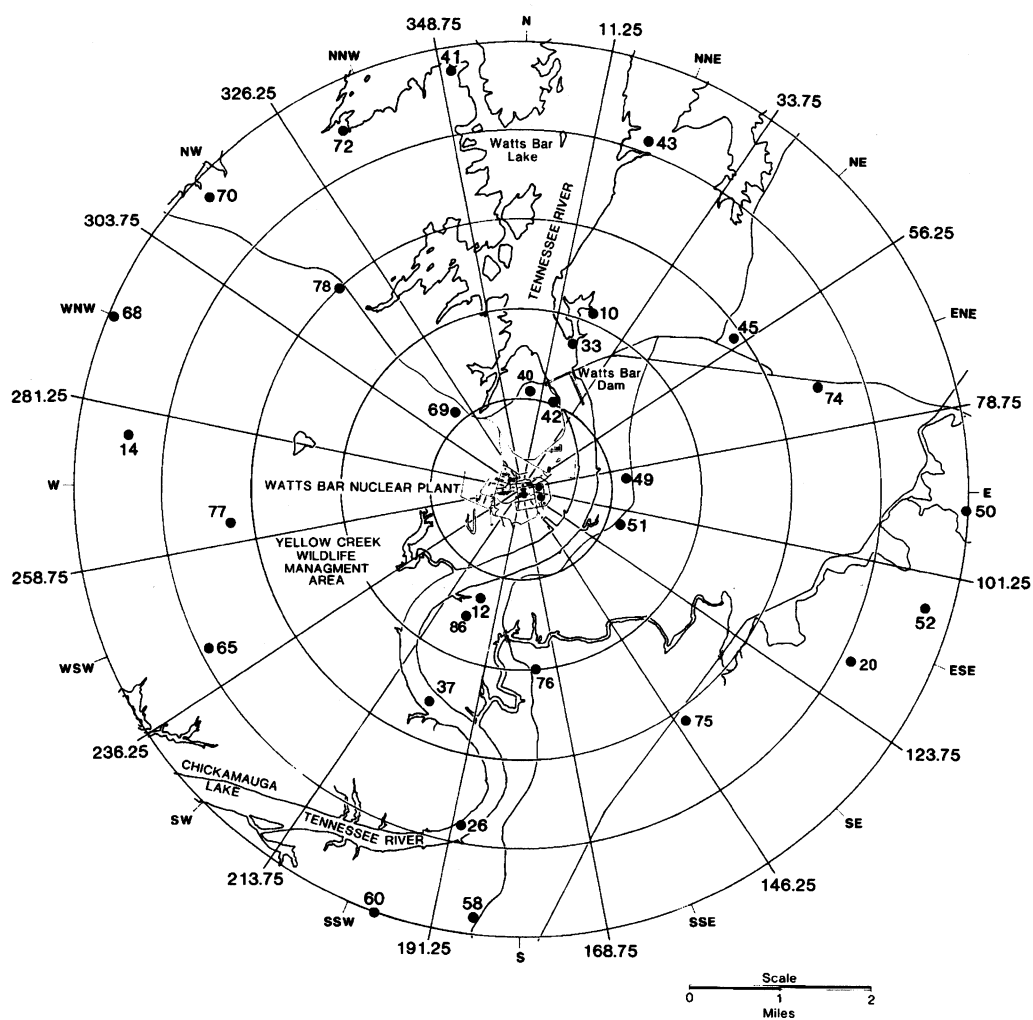 N
348.75
11.25
NNW
41
NNE
326.25
33.75
72
Watts Bar
Lake
43
NW
NE
70
303.75
TENNESSEE RIVER
56.25
78
WNW
68
10
45
ENE
33
40
Watts Bar
Dam
74
281.25
69
42
78.75
14
W
WATTS BAR NUCLEAR PLANT
49
E
50
77
51
YELLOW CREEK
WILDLIFE
MANAGMENT
AREA
258.75
101.25
12
86
52
65
WSW
76
20
ESE
37
75
236.25
123.75
CHICKAMAUGA
LAKE
SW
TENNESSEE RIVER
26
SE
213.75
146.25
60
58
SSW
SSE
191.25
168.75
S
Scale
0 1 2
Miles